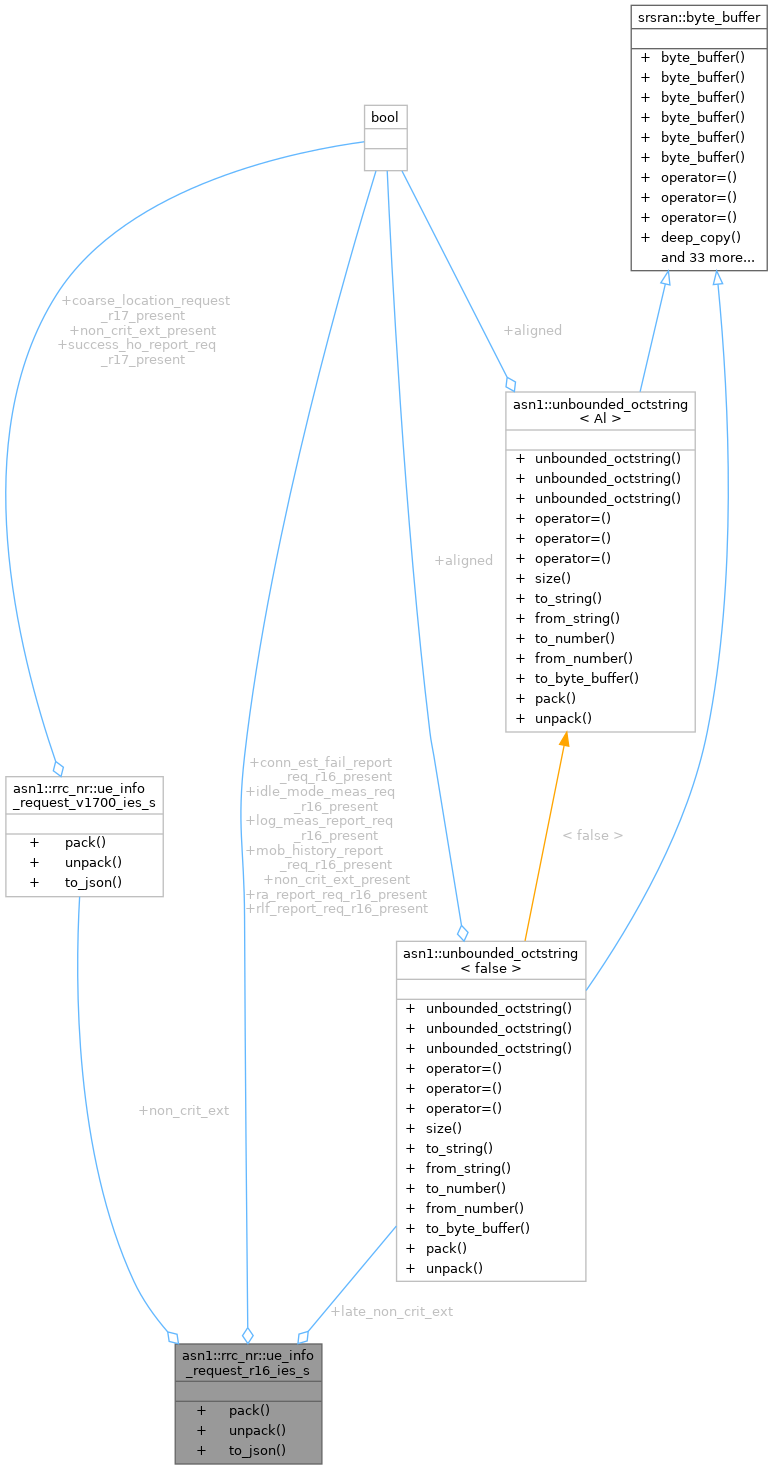 srsran::byte_buffer
+ byte_buffer()
+ byte_buffer()
+ byte_buffer()
+ byte_buffer()
+ byte_buffer()
+ byte_buffer()
+ operator=()
+ operator=()
+ operator=()
+ deep_copy()
and 33 more...
bool
+coarse_location_request
_r17_present
+non_crit_ext_present
+success_ho_report_req
_r17_present
+aligned
asn1::unbounded_octstring
< Al >
+ unbounded_octstring()
+ unbounded_octstring()
+ unbounded_octstring()
+ operator=()
+ operator=()
+ operator=()
+ size()
+ to_string()
+ from_string()
+ to_number()
+ from_number()
+ to_byte_buffer()
+ pack()
+ unpack()
+aligned
asn1::rrc_nr::ue_info
_request_v1700_ies_s
+ pack()
+ unpack()
+ to_json()
+conn_est_fail_report
_req_r16_present
+idle_mode_meas_req
_r16_present
+log_meas_report_req
_r16_present
+mob_history_report
_req_r16_present
+non_crit_ext_present
+ra_report_req_r16_present
+rlf_report_req_r16_present
< false >
asn1::unbounded_octstring
< false >
+ unbounded_octstring()
+ unbounded_octstring()
+ unbounded_octstring()
+ operator=()
+ operator=()
+ operator=()
+ size()
+ to_string()
+ from_string()
+ to_number()
+ from_number()
+ to_byte_buffer()
+ pack()
+ unpack()
+non_crit_ext
+late_non_crit_ext
asn1::rrc_nr::ue_info
_request_r16_ies_s
+ pack()
+ unpack()
+ to_json()